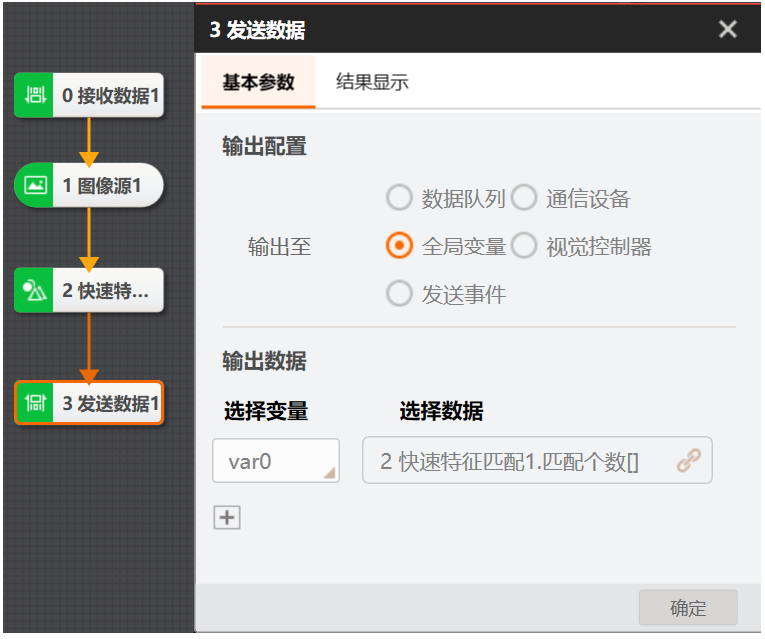 3 发送数据
0 接收数据1
1 图像源1
2 快速特...
3 发送数据1
基本参数 结果显示
输出配置
数据队列 通信设备
输出至 全局变量 视觉控制器
发送事件
输出数据
选择变量 选择数据
var0 2 快速特征匹配1.匹配个数[]
确定